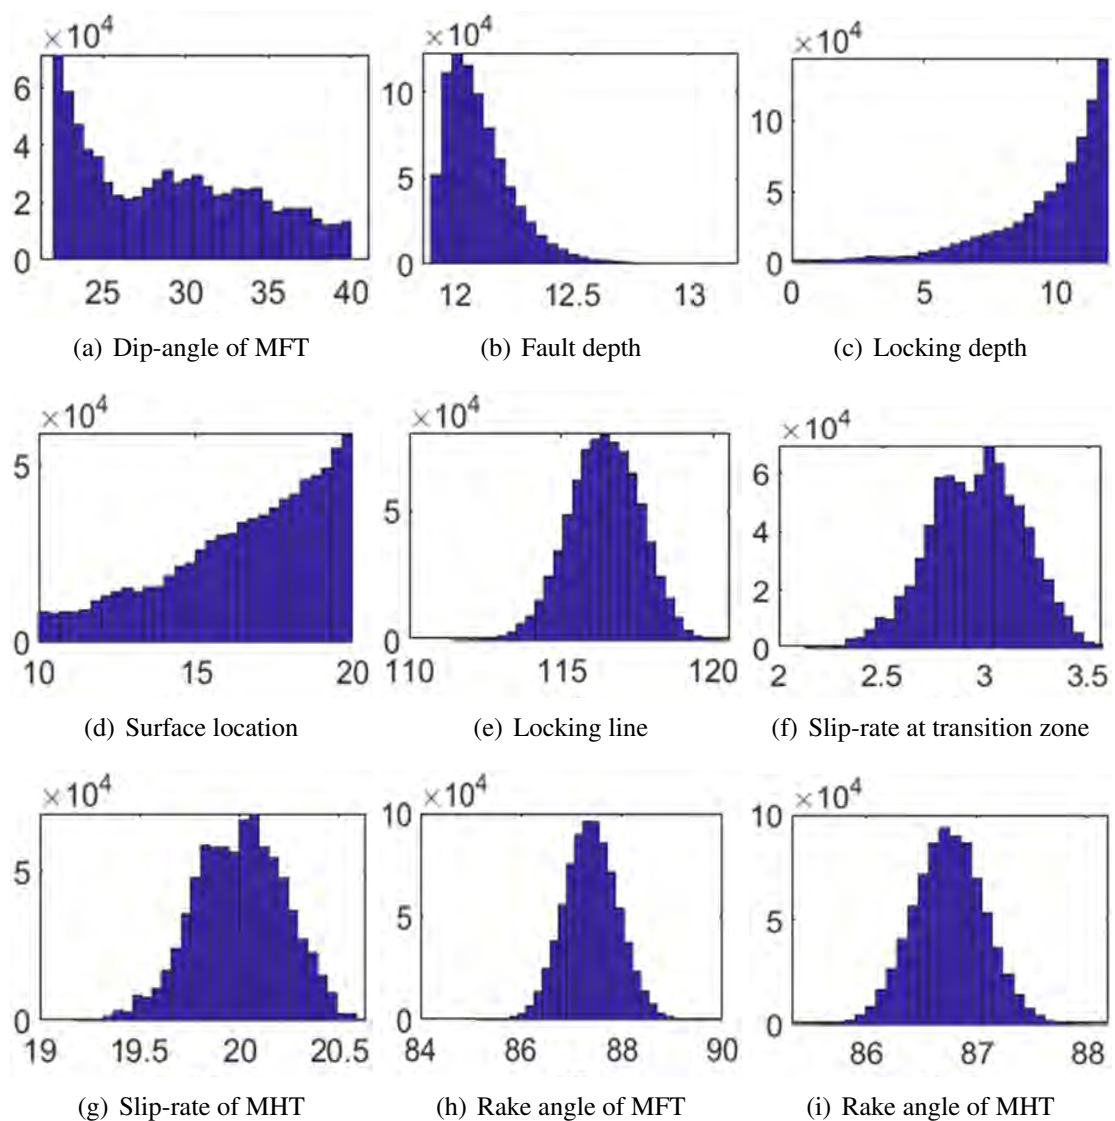 ×10^4 ×10^4 ×10^4
6 4 2 0
25 30 35 40
10 5 0
12 12.5 13
10 5 0
0 5 10
(a) Dip-angle of MFT (b) Fault depth (c) Locking depth
×10^4 ×10^4 ×10^4
5 0
10 15 20
5 0
110 115 120
6 4 2 0
2 2.5 3 3.5
(d) Surface location (e) Locking line (f) Slip-rate at transition zone
×10^4 ×10^4 ×10^4
5 0
19 19.5 20 20.5
10 5 0
84 86 88 90
10 5 0
86 87 88
(g) Slip-rate of MHT (h) Rake angle of MFT (i) Rake angle of MHT